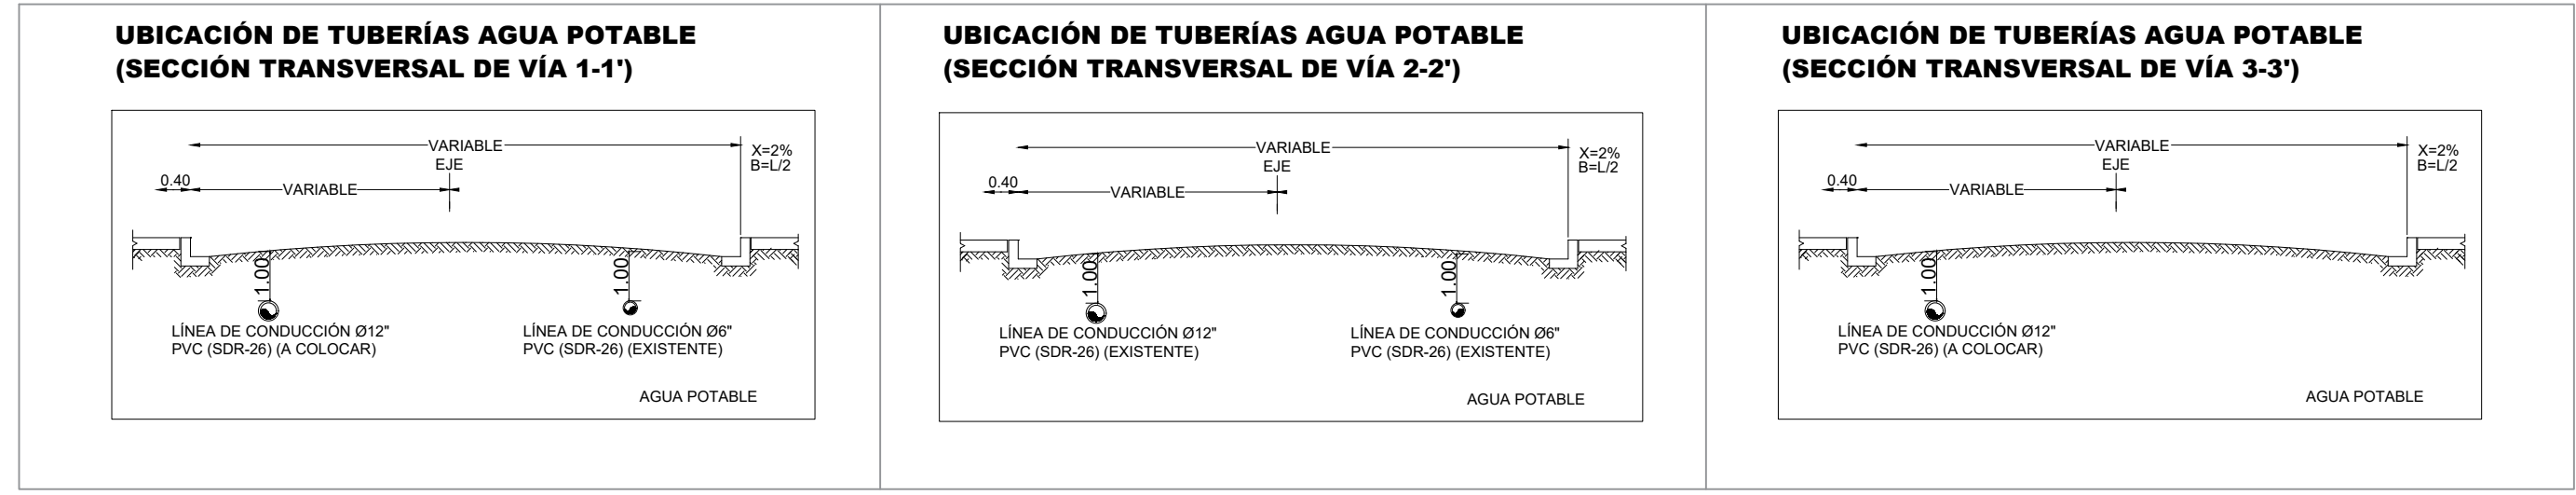 UBICACIÓN DE TUBERÍAS AGUA POTABLE
(SECCIÓN TRANSVERSAL DE VÍA 1-1')
VARIABLE
EJE
X=2%
B=L/2
0.40
VARIABLE
1.00
1.00
LÍNEA DE CONDUCCIÓN Ø12"
PVC (SDR-26) (A COLOCAR)
LÍNEA DE CONDUCCIÓN Ø6"
PVC (SDR-26) (EXISTENTE)
AGUA POTABLE
UBICACIÓN DE TUBERÍAS AGUA POTABLE
(SECCIÓN TRANSVERSAL DE VÍA 2-2')
VARIABLE
EJE
X=2%
B=L/2
0.40
VARIABLE
1.00
1.00
LÍNEA DE CONDUCCIÓN Ø12"
PVC (SDR-26) (EXISTENTE)
LÍNEA DE CONDUCCIÓN Ø6"
PVC (SDR-26) (EXISTENTE)
AGUA POTABLE
UBICACIÓN DE TUBERÍAS AGUA POTABLE
(SECCIÓN TRANSVERSAL DE VÍA 3-3')
VARIABLE
EJE
X=2%
B=L/2
0.40
VARIABLE
1.00
LÍNEA DE CONDUCCIÓN Ø12"
PVC (SDR-26) (A COLOCAR)
AGUA POTABLE